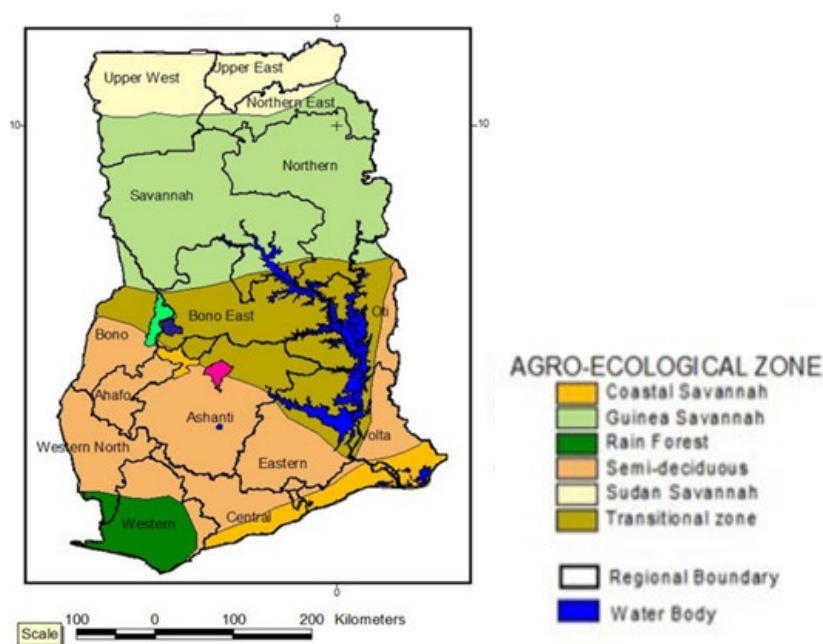 0
Upper East
Upper West
Northern East
10
10
Northern
Savannah
Oti
Bono East
Bono
Ahafo
Ashanti
Volta
Western North
Eastern
Central
Western
0
AGRO-ECOLOGICAL ZONE
Coastal Savannah
Guinea Savannah
Rain Forest
Semi-deciduous
Sudan Savannah
Transitional zone
Regional Boundary
Water Body
Scale
100 0 100 200 Kilometers